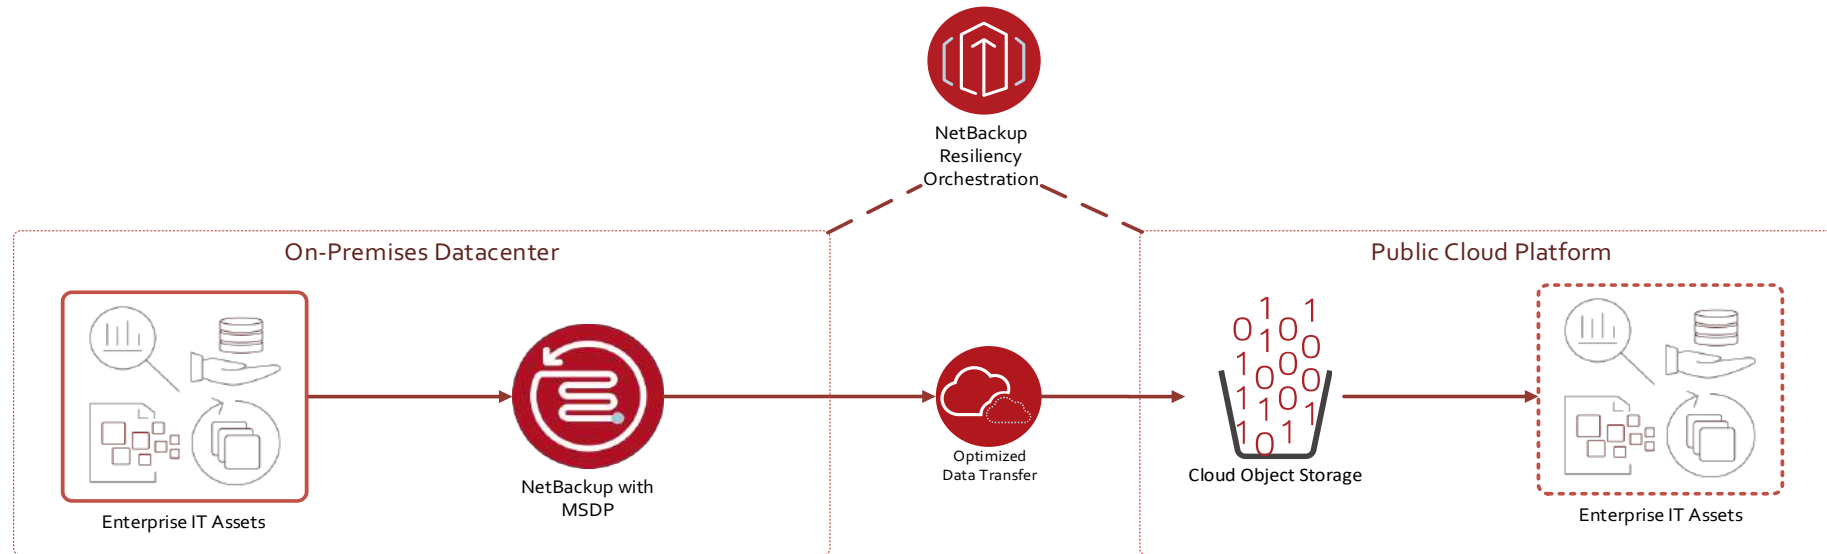 NetBackup
Resiliency
Orchestration
On-Premises Datacenter
Public Cloud Platform
Enterprise IT Assets
NetBackup with
MSDP
Optimized
Data Transfer
1
1
0
1
0
1
0
1
0
1
0
0
0
1
1
1
1
1
0
Cloud Object Storage
Enterprise IT Assets